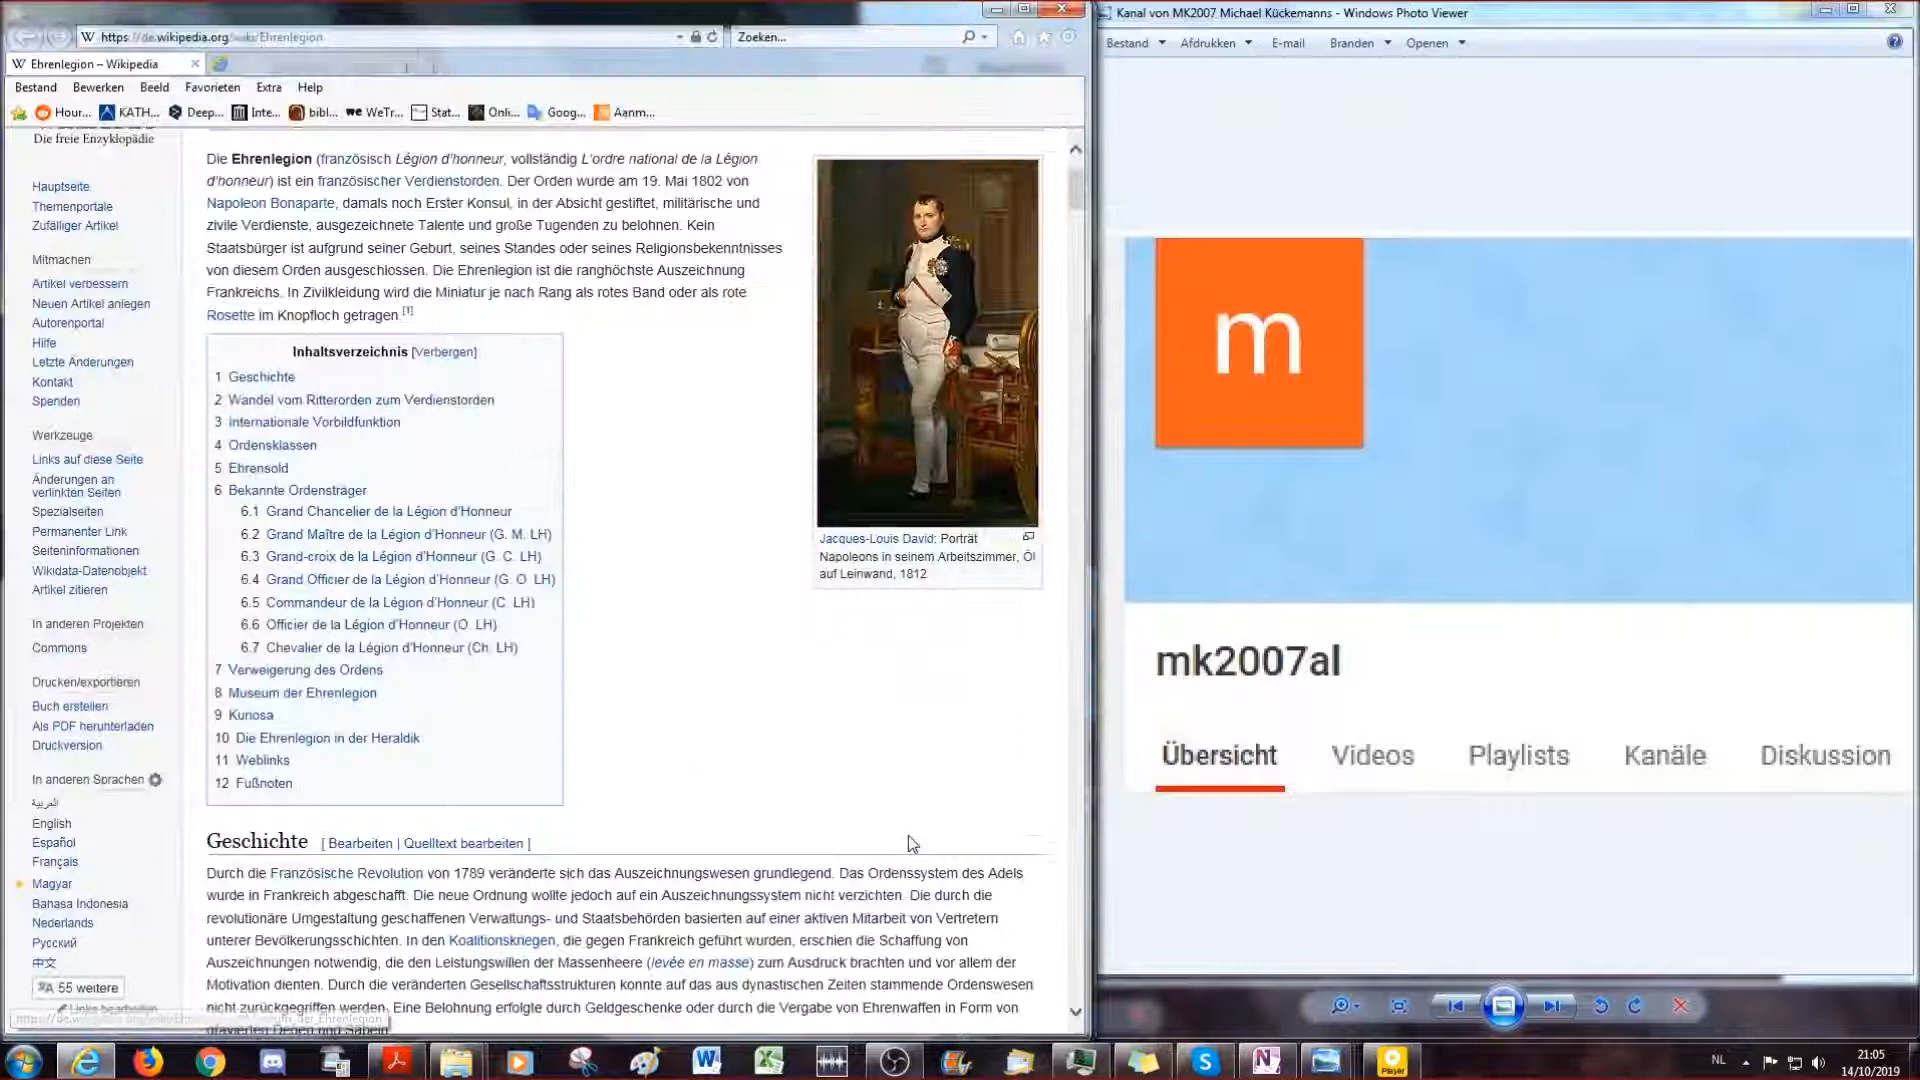 https://de.wikipedia.org/wiki/Ehrenlegion
Zoeken...
Ehrenlegion – Wikipedia
Bestand Bewerken Beeld Favorieten Extra Help
Hour... KATH... Deep... Inte... bibl... WeTr... Stat... Onli... Goog... Aanm...
Die freie Enzyklopädie
Hauptseite
Themenportale
Zufälliger Artikel
Mitmachen
Artikel verbessern
Neuen Artikel anlegen
Autorenportal
Hilfe
Letzte Änderungen
Kontakt
Spenden
Werkzeuge
Links auf diese Seite
Änderungen an
verlinkten Seiten
Spezialseiten
Permanenter Link
Seiteninformationen
Wikidata-Datenobjekt
Artikel zitieren
In anderen Projekten
Commons
Drucken/exportieren
Buch erstellen
Als PDF herunterladen
Druckversion
In anderen Sprachen
العربية
English
Español
Français
Magyar
Bahasa Indonesia
Nederlands
Русский
中文
55 weitere
Links bearbeiten
Die Ehrenlegion (französisch Légion d'honneur, vollständig L'ordre national de la Légion
d'honneur) ist ein französischer Verdienstorden. Der Orden wurde am 19. Mai 1802 von
Napoleon Bonaparte, damals noch Erster Konsul, in der Absicht gestiftet, militärische und
zivile Verdienste, ausgezeichnete Talente und große Tugenden zu belohnen. Kein
Staatsbürger ist aufgrund seiner Geburt, seines Standes oder seines Religionsbekenntnisses
von diesem Orden ausgeschlossen. Die Ehrenlegion ist die ranghöchste Auszeichnung
Frankreichs. In Zivilkleidung wird die Miniatur je nach Rang als rotes Band oder als rote
Rosette im Knopfloch getragen.[1]
Inhaltsverzeichnis [Verbergen]
1 Geschichte
2 Wandel vom Ritterorden zum Verdienstorden
3 Internationale Vorbildfunktion
4 Ordensklassen
5 Ehrensold
6 Bekannte Ordensträger
6.1 Grand Chancelier de la Légion d'Honneur
6.2 Grand Maître de la Légion d'Honneur (G. M. LH)
6.3 Grand-croix de la Légion d'Honneur (G. C. LH)
6.4 Grand Officier de la Légion d'Honneur (G. O. LH)
6.5 Commandeur de la Légion d'Honneur (C. LH)
6.6 Officier de la Légion d'Honneur (O. LH)
6.7 Chevalier de la Légion d'Honneur (Ch. LH)
7 Verweigerung des Ordens
8 Museum der Ehrenlegion
9 Kuriosa
10 Die Ehrenlegion in der Heraldik
11 Weblinks
12 Fußnoten
Jacques-Louis David: Porträt
Napoleons in seinem Arbeitszimmer, Öl
auf Leinwand, 1812
Geschichte [ Bearbeiten | Quelltext bearbeiten ]
Durch die Französische Revolution von 1789 veränderte sich das Auszeichnungswesen grundlegend. Das Ordenssystem des Adels
wurde in Frankreich abgeschafft. Die neue Ordnung wollte jedoch auf ein Auszeichnungssystem nicht verzichten. Die durch die
revolutionäre Umgestaltung geschaffenen Verwaltungs- und Staatsbehörden basierten auf einer aktiven Mitarbeit von Vertretern
unterer Bevölkerungsschichten. In den Koalitionskriegen, die gegen Frankreich geführt wurden, erschien die Schaffung von
Auszeichnungen notwendig, die den Leistungswillen der Massenheere (levée en masse) zum Ausdruck brachten und vor allem der
Motivation dienten. Durch die veränderten Gesellschaftsstrukturen konnte auf das aus dynastischen Zeiten stammende Ordenswesen
nicht zurückgegriffen werden. Eine Belohnung erfolgte durch Geldgeschenke oder durch die Vergabe von Ehrenwaffen in Form von
gravierten Degen und Säbeln
Kanal von MK2007 Michael Kückemanns - Windows Photo Viewer
Bestand Afdrukken E-mail Branden Openen
m
mk2007al
Übersicht Videos Playlists Kanäle Diskussion
Player
NL
21:05
14/10/2019